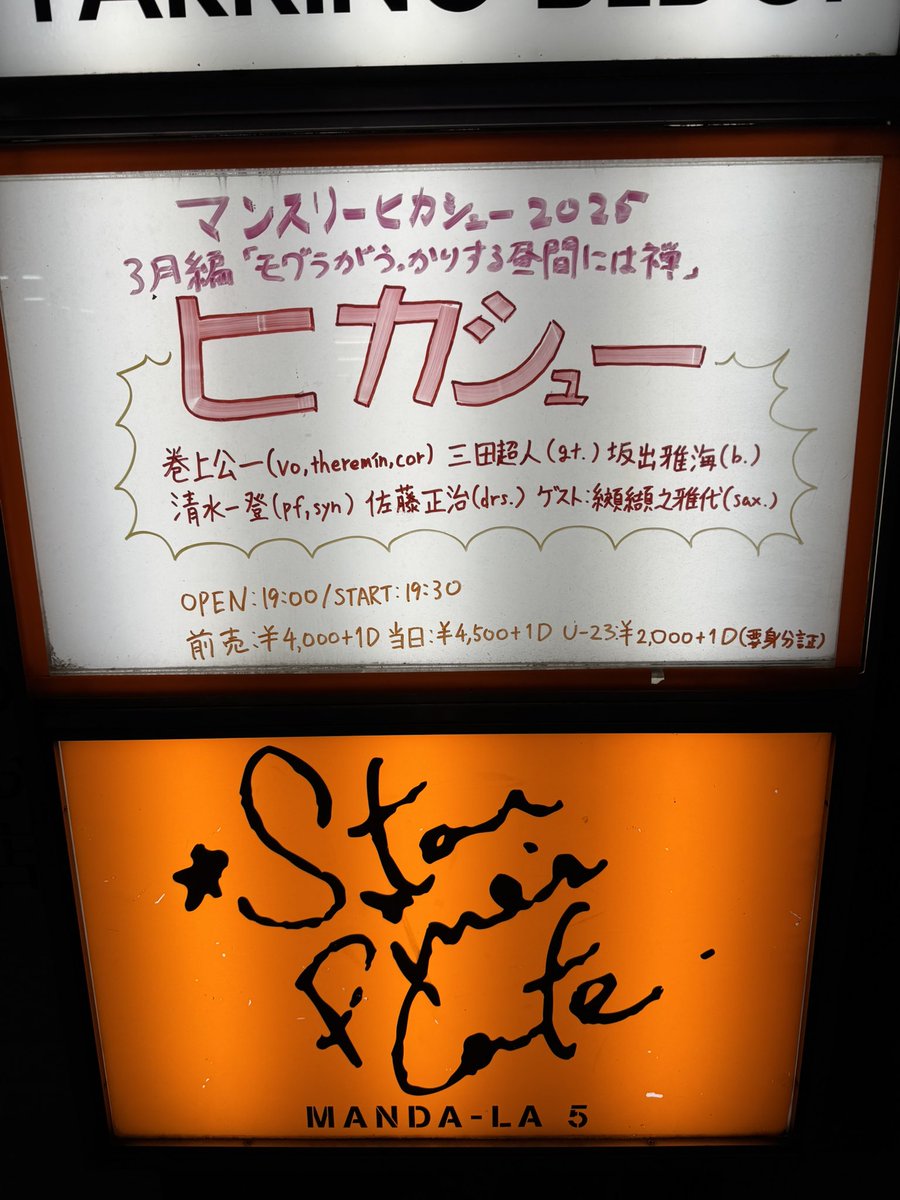 PARKING BLDG.
マンスリーヒカシュー2025
3月編「モグラがうっかりする昼間には禅」
ヒカシュー
巻上公一(vo,theremin,cor) 三田超人(gt.) 坂出雅海(b.)
清水一登(pf,syn) 佐藤正治(drs.) ゲスト:纐纈之雅代(sax.)
OPEN:19:00/START:19:30
前売:¥4,000+1D 当日:¥4,500+1D U-23:¥2,000+1D(要身分証)
Star
Pine's
Cafe
MANDA-LA 5